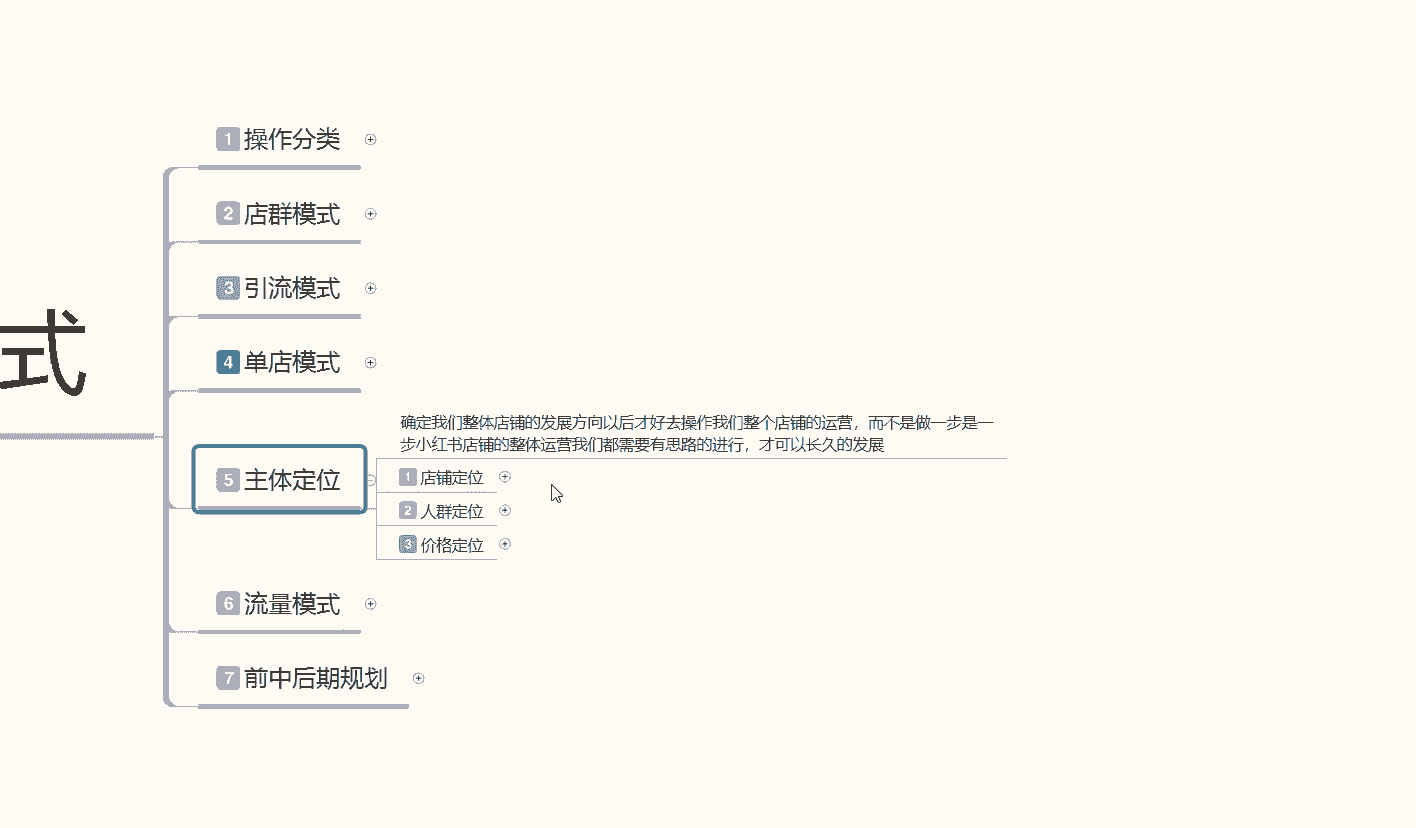 1 操作分类
2 店群模式
3 引流模式
式
4 单店模式
确定我们整体店铺的发展方向以后才好去操作我们整个店铺的运营，而不是做一步是一
步小红书店铺的整体运营我们都需要有思路的进行，才可以长久的发展
5 主体定位
1 店铺定位
2 人群定位
3 价格定位
6 流量模式
7 前中后期规划